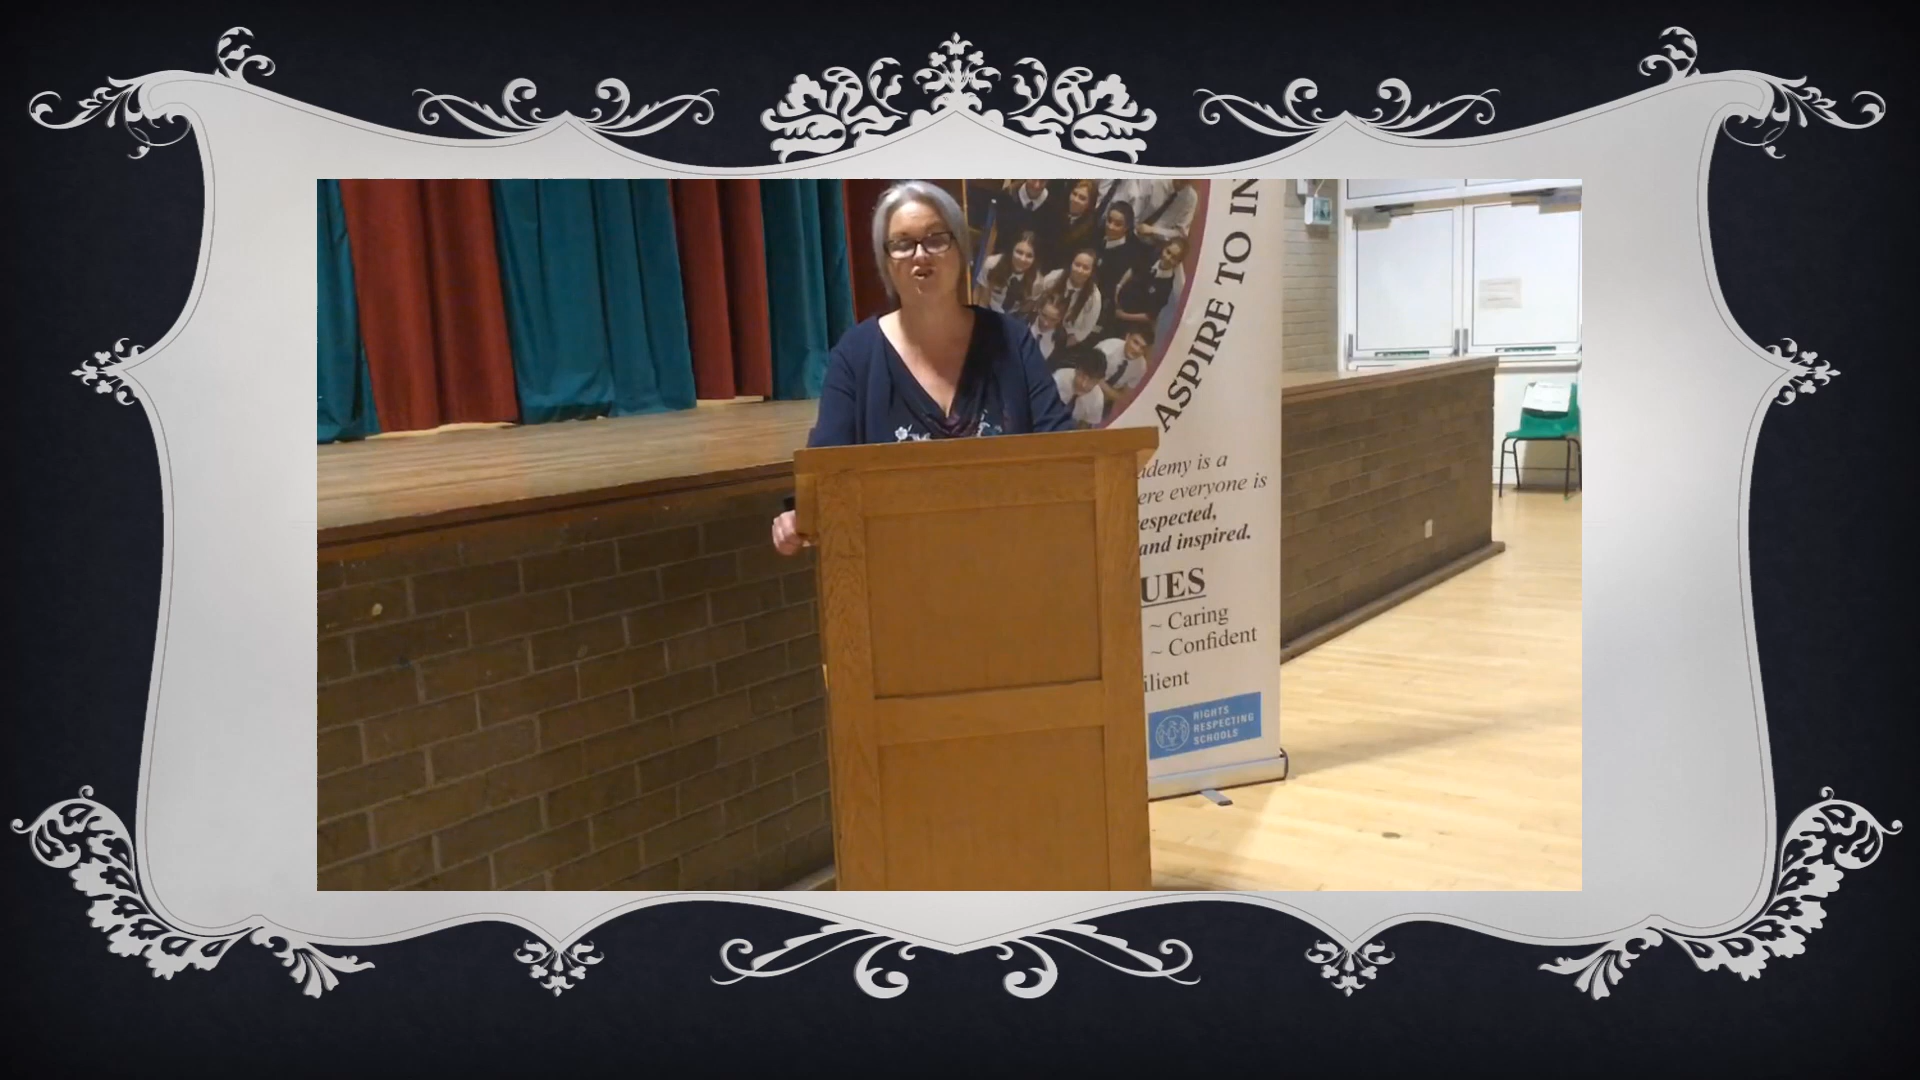 ASPIRE TO IN
ademy is a
ere everyone is
espected,
and inspired.
UES
~ Caring
~ Confident
ilient
RIGHTS
RESPECTING
SCHOOLS